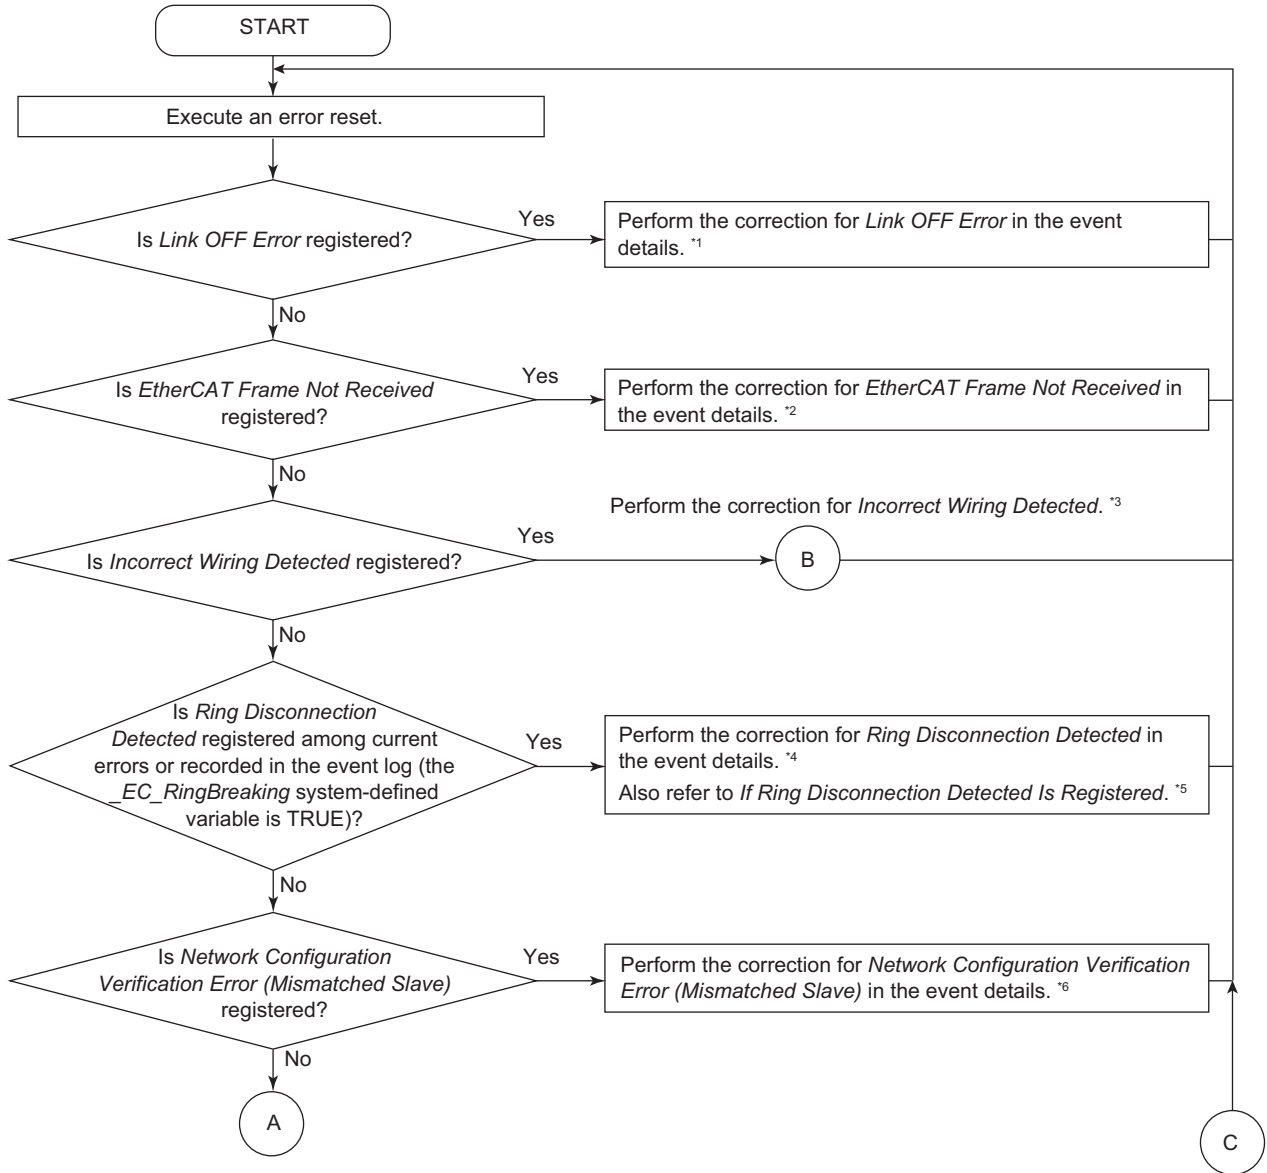 START
Execute an error reset.
Is Link OFF Error registered?
Yes
Perform the correction for Link OFF Error in the event
details. *1
No
Is EtherCAT Frame Not Received
registered?
Yes
Perform the correction for EtherCAT Frame Not Received in
the event details. *2
No
Perform the correction for Incorrect Wiring Detected. *3
Is Incorrect Wiring Detected registered?
Yes
B
No
Is Ring Disconnection
Detected registered among current
errors or recorded in the event log (the
_EC_RingBreaking system-defined
variable is TRUE)?
Yes
Perform the correction for Ring Disconnection Detected in
the event details. *4
Also refer to If Ring Disconnection Detected Is Registered. *5
No
Is Network Configuration
Verification Error (Mismatched Slave)
registered?
Yes
Perform the correction for Network Configuration Verification
Error (Mismatched Slave) in the event details. *6
No
A
C